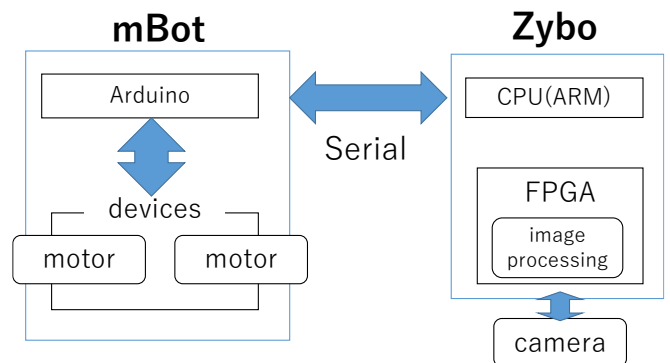 mBot
Zybo
Arduino
CPU(ARM)
Serial
devices
FPGA
motor
motor
image
processing
camera